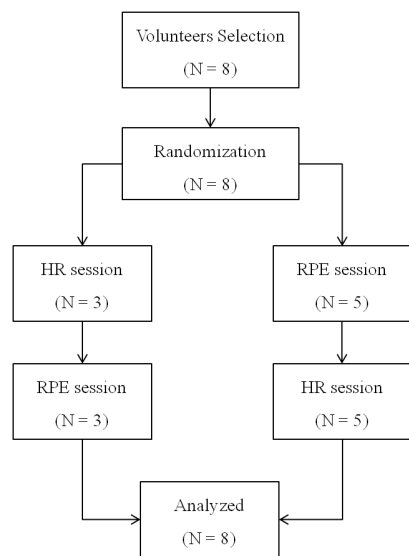 Volunteers Selection
(N = 8)
Randomization
(N = 8)
HR session
(N = 3)
RPE session
(N = 5)
RPE session
(N = 3)
HR session
(N = 5)
Analyzed
(N = 8)